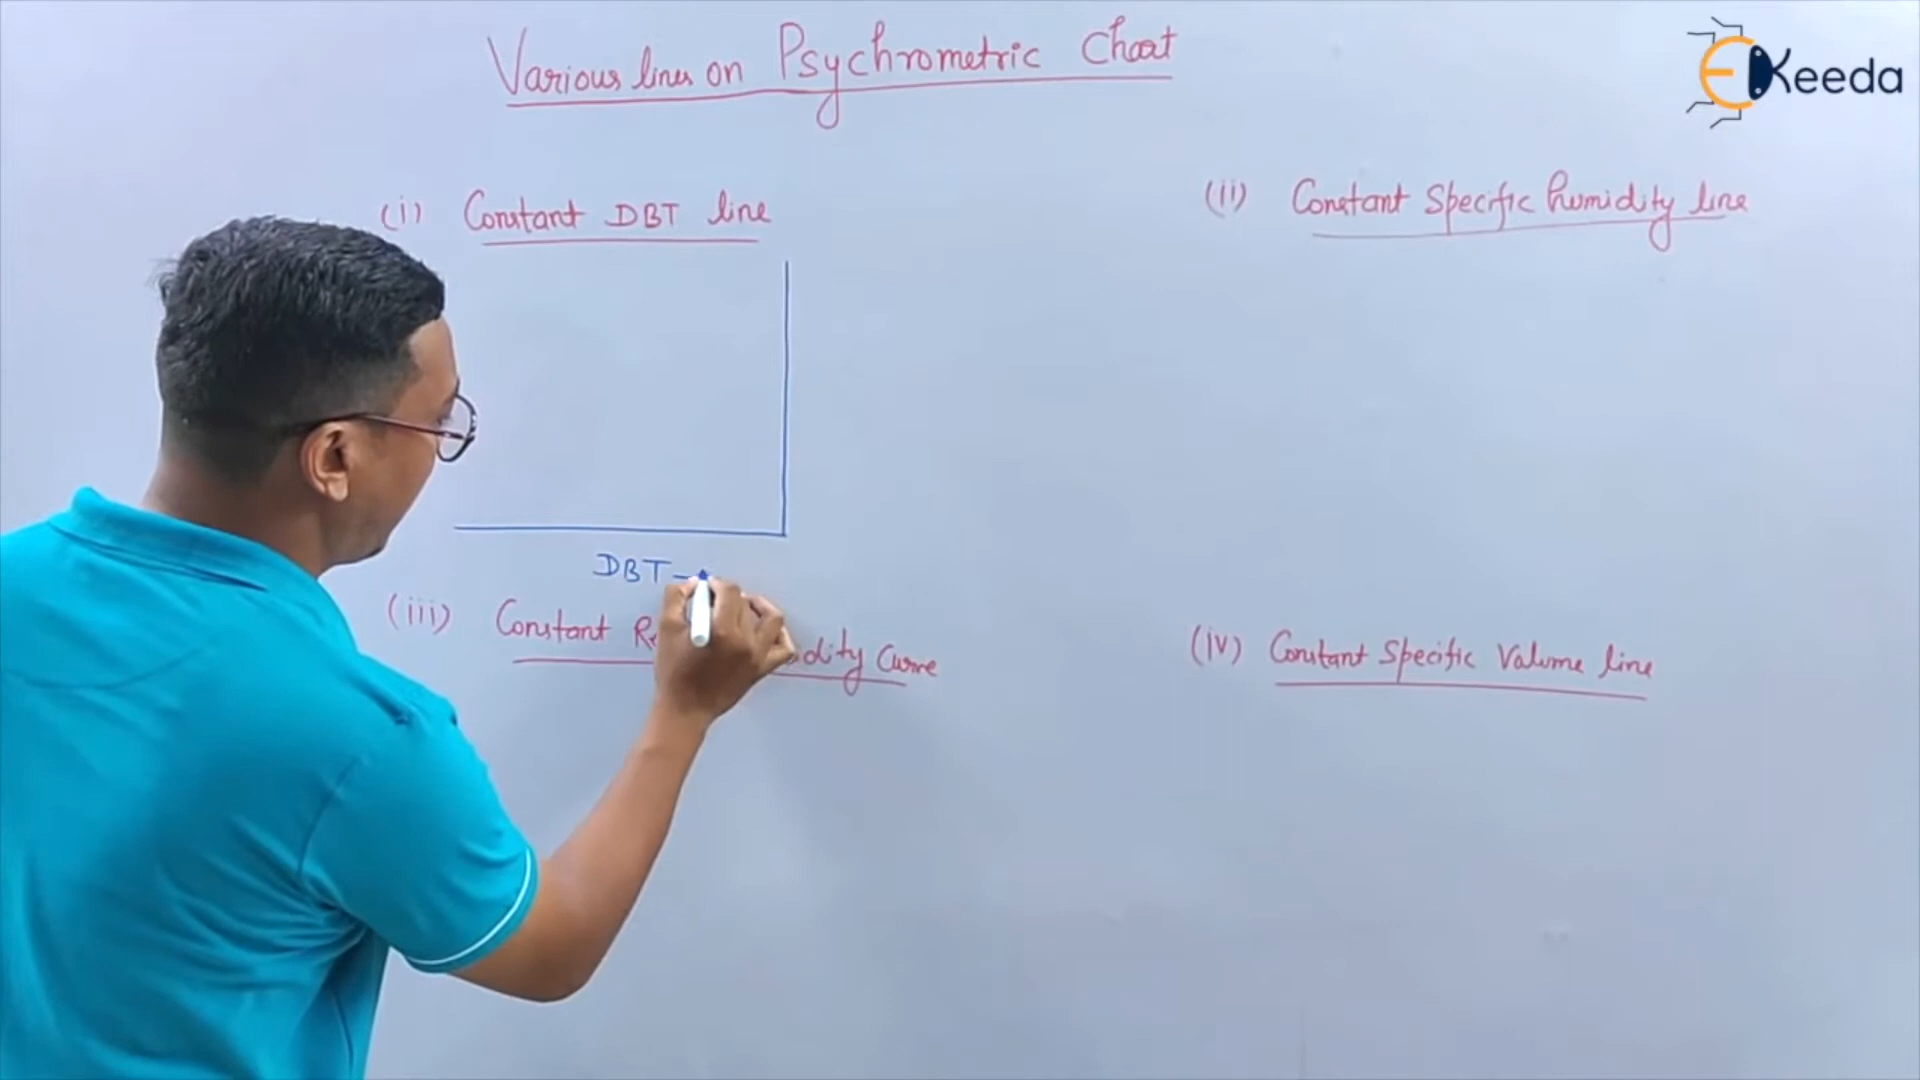 Various lines on Psychrometric Chart
EKeeda
(i) Constant DBT line
(ii) Constant Specific humidity line
DBT
(iii) Constant Curve
(iv) Constant Specific Volume line